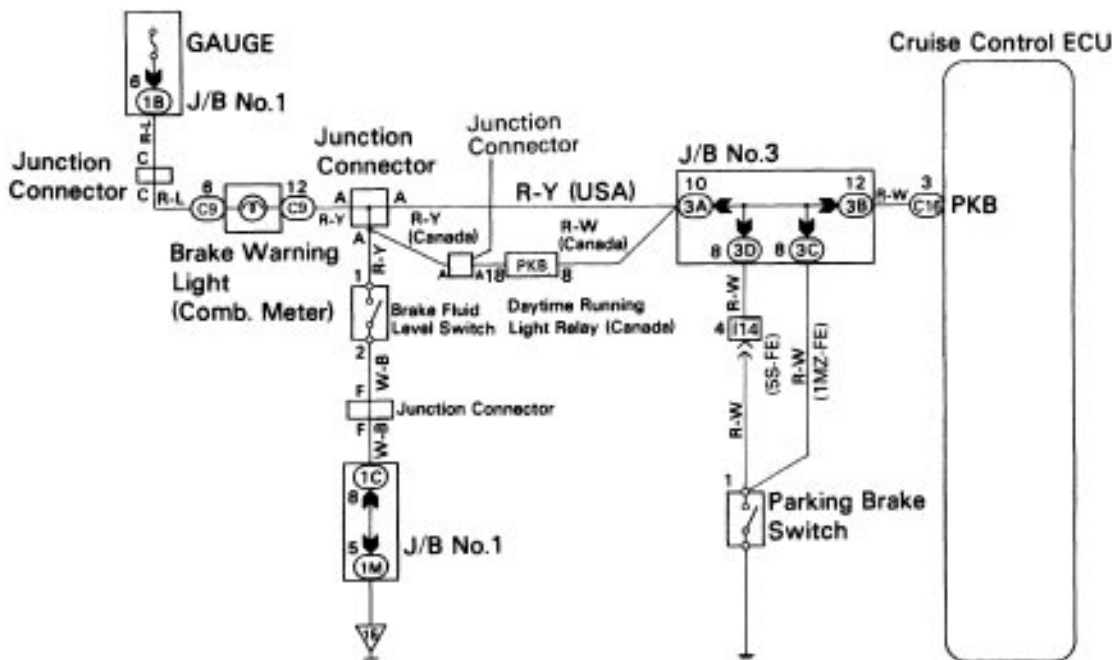 GAUGE
6
1B
J/B No.1
R-L
C
Junction
Connector
C
R-L
8
C9
12
C9
R-Y
Brake Warning
Light
(Comb. Meter)
Junction
Connector
A
A
A
Junction
Connector
R-Y (USA)
R-Y
(Canada)
R-W
(Canada)
R-Y
A
A
18
PKB
8
Daytime Running
Light Relay (Canada)
1
Brake Fluid
Level Switch
2
W-B
F
Junction Connector
F
W-B
1C
8
5
J/B No.1
1M
J/B No.3
10
3A
12
3B
8
3D
8
3C
R-W
3
PKB
Cruise Control ECU
R-W
4
I14
(5S-FE)
R-W
R-W
(1MZ-FE)
1
Parking Brake
Switch